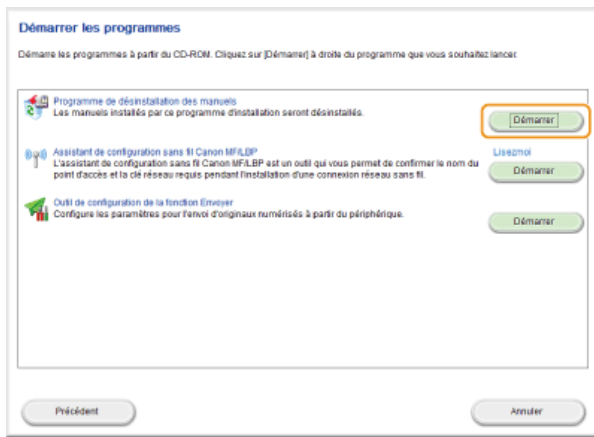 Démarrer les programmes
Démarre les programmes à partir du CD-ROM. Cliquez sur [Démarrer] à droite du programme que vous souhaitez lancer.
Programme de désinstallation des manuels
Les manuels installés par ce programme d'installation seront désinstallés.
Démarrer
Assistant de configuration sans fil Canon MF/LBP
Lisezmoi
L'assistant de configuration sans fil Canon MF/LBP est un outil qui vous permet de confirmer le nom du
point d'accès et la clé réseau requis pendant l'installation d'une connexion réseau sans fil.
Démarrer
Outil de configuration de la fonction Envoyer
Configure les paramètres pour l'envoi d'originaux numérisés à partir du périphérique.
Démarrer
Précédent
Annuler